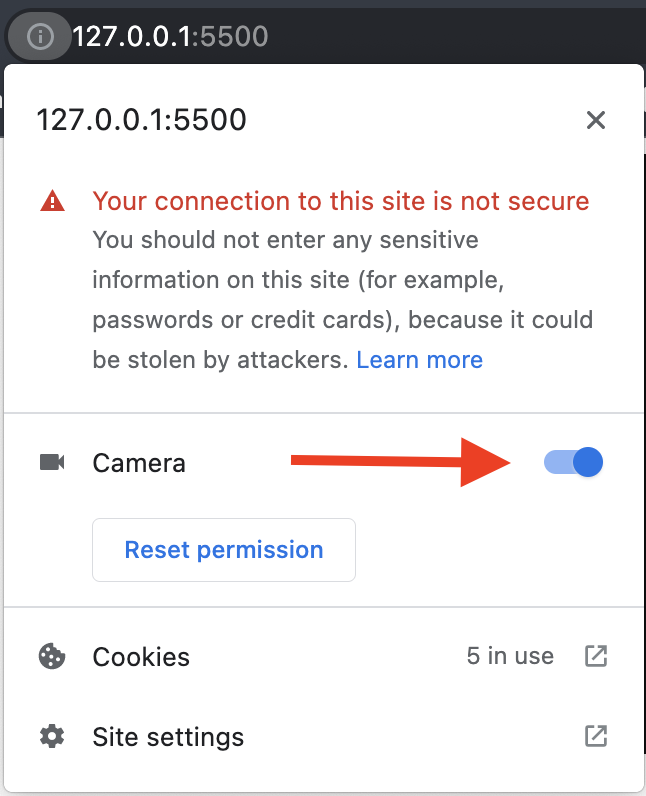 127.0.0.1:5500
127.0.0.1:5500
Your connection to this site is not secure
You should not enter any sensitive
information on this site (for example,
passwords or credit cards), because it could
be stolen by attackers. Learn more
Camera
Reset permission
Cookies 5 in use
Site settings